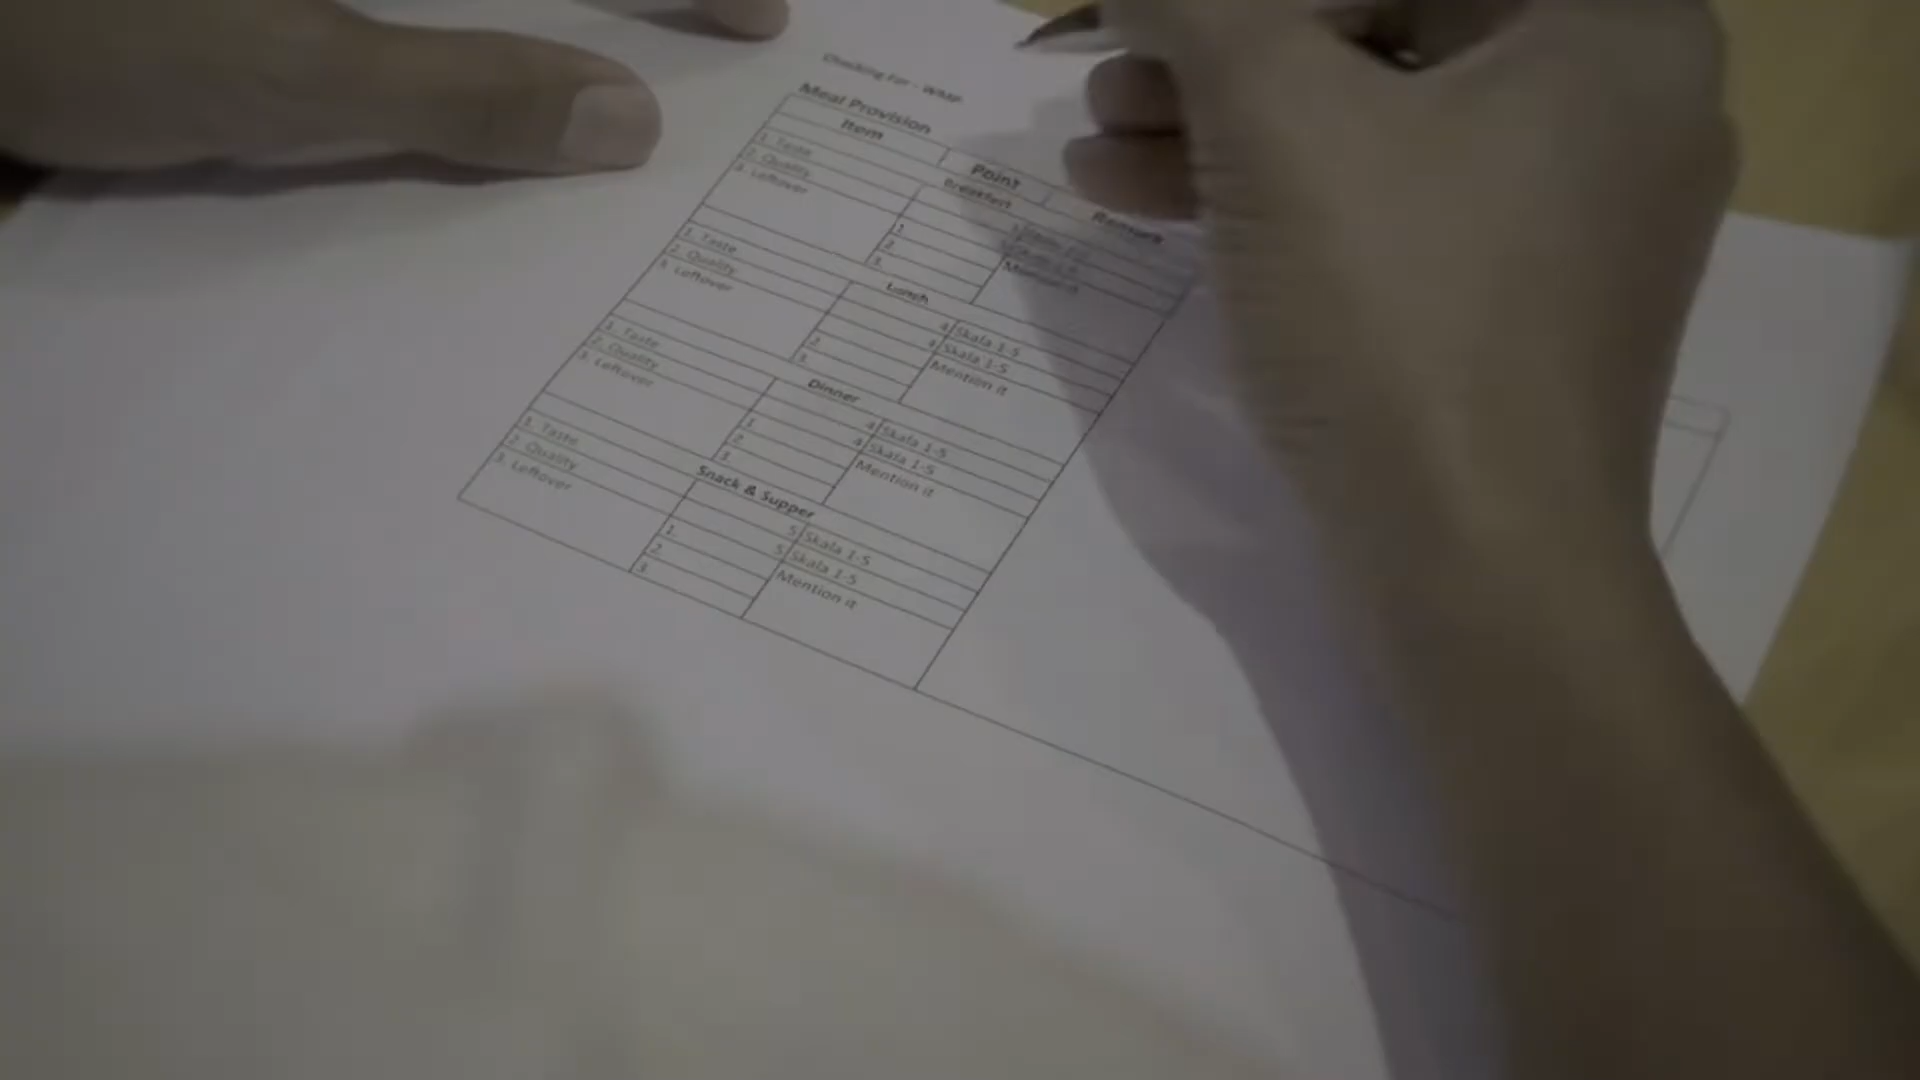 Checking For - WMP
Meal Provision
Item Point Remark
Breakfast
1. Taste 1
2. Quality 2
3. Leftover 3.
Lunch
1. Taste 4 Skala 1-5
2. Quality 2 4 Skala 1-5
3. Leftover 3. Mention it
Dinner
1. Taste 1. 4 Skala 1-5
2. Quality 2 4 Skala 1-5
3. Leftover 3. Mention it
Snack & Supper
1. Taste 1. 5 Skala 1-5
2. Quality 2. 5 Skala 1-5
3. Leftover 3. Mention it